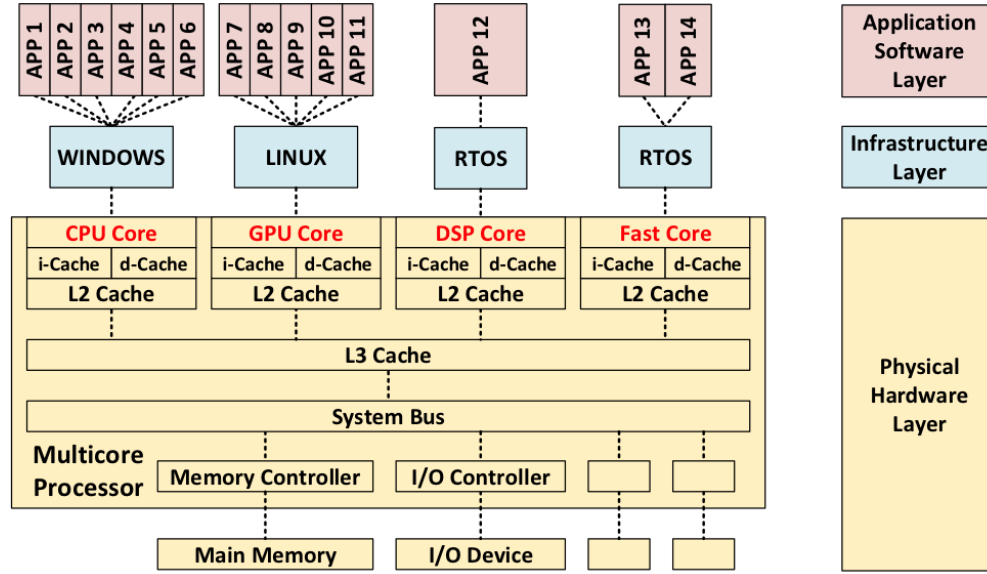 APP 1
APP 2
APP 3
APP 4
APP 5
APP 6
APP 7
APP 8
APP 9
APP 10
APP 11
APP 12
APP 13
APP 14
Application
Software
Layer
WINDOWS
LINUX
RTOS
RTOS
Infrastructure
Layer
CPU Core
GPU Core
DSP Core
Fast Core
i-Cache
d-Cache
i-Cache
d-Cache
i-Cache
d-Cache
i-Cache
d-Cache
L2 Cache
L2 Cache
L2 Cache
L2 Cache
L3 Cache
System Bus
Multicore
Processor
Memory Controller
I/O Controller
Main Memory
I/O Device
Physical
Hardware
Layer